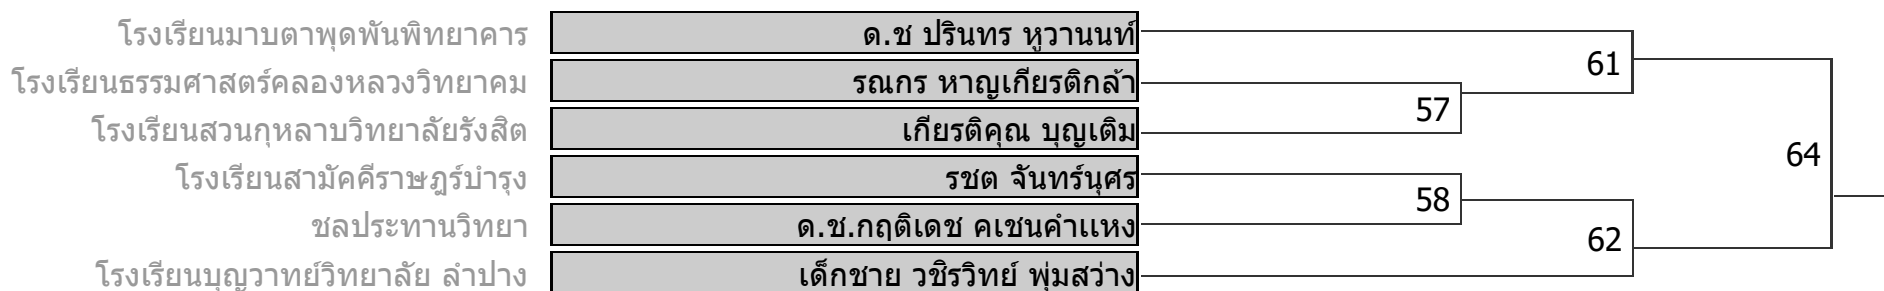 โรงเรียนมาบตาพุดพันพิทยาคาร ด.ช ปรินทร หูวานนท์
61
โรงเรียนธรรมศาสตร์คลองหลวงวิทยาคม รณกร หาญเกียรติกล้า
57
โรงเรียนสวนกุหลาบวิทยาลัยรังสิต เกียรติคุณ บุญเติม
64
โรงเรียนสามัคคีราษฎร์บำรุง รชต จันทร์นุศร
58
ชลประทานวิทยา ด.ช.กฤติเดช คเชนคำแหง
62
โรงเรียนบุญวาทย์วิทยาลัย ลำปาง เด็กชาย วชิรวิทย์ พุ่มสว่าง